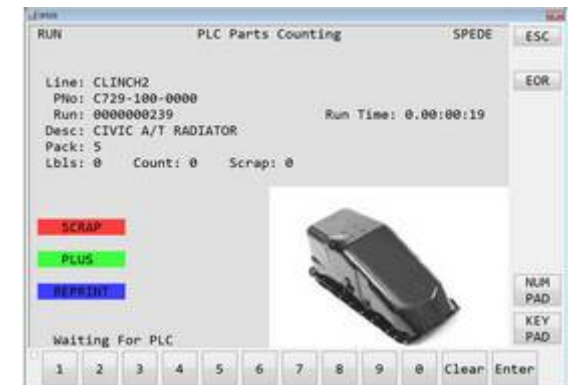 RUN PLC Parts Counting SPEDE ESC
EOR
Line: CLINCH2
PNo: C729-100-0000
Run: 0000000239 Run Time: 0.00:00:19
Desc: CIVIC A/T RADIATOR
Pack: 5
Lbls: 0 Count: 0 Scrap: 0
SCRAP
PLUS
REPRINT
NUM
PAD
KEY
PAD
Waiting For PLC
1 2 3 4 5 6 7 8 9 0 Clear Enter